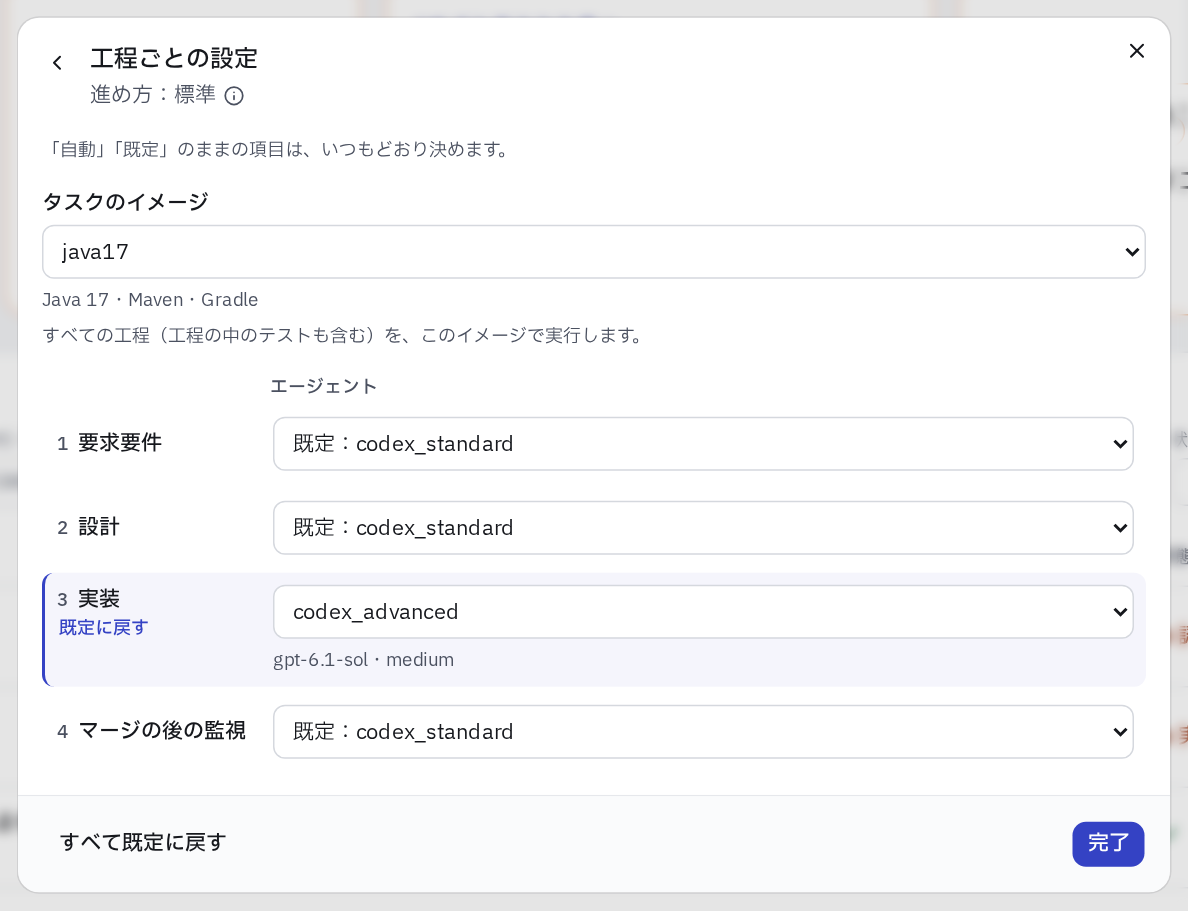 工程ごとの設定
進め方：標準
「自動」「既定」のままの項目は、いつもどおり決めます。
タスクのイメージ
java17
Java 17・Maven・Gradle
すべての工程（工程の中のテストも含む）を、このイメージで実行します。
エージェント
1 要求要件
既定：codex_standard
2 設計
既定：codex_standard
3 実装
既定に戻す
codex_advanced
gpt-6.1-sol・medium
4 マージの後の監視
既定：codex_standard
すべて既定に戻す
完了